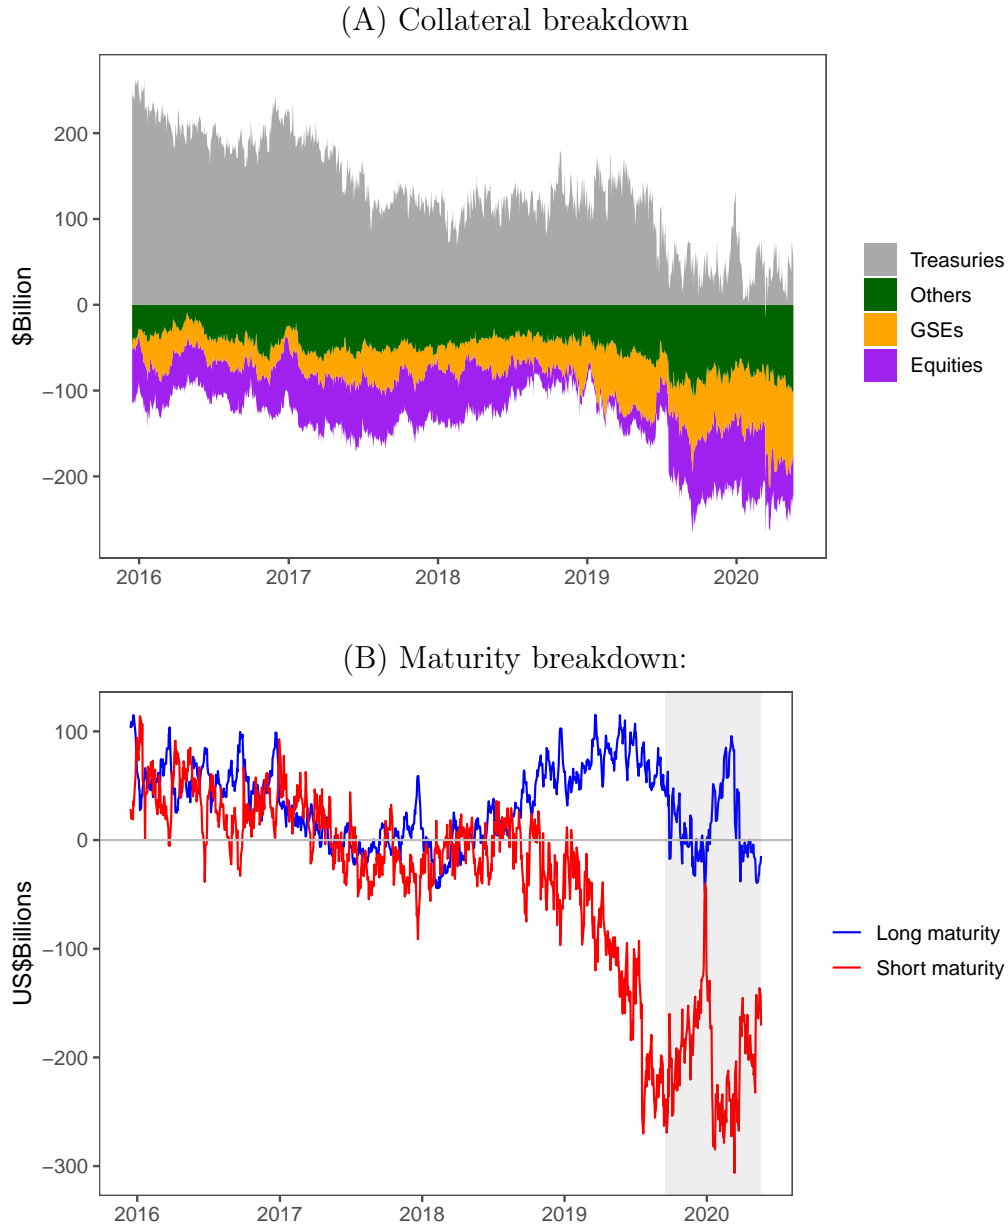 (A) Collateral breakdown
$Billion
200
100
0
−100
−200
2016 2017 2018 2019 2020
Treasuries
Others
GSEs
Equities
(B) Maturity breakdown:
US$Billions
100
0
−100
−200
−300
2016 2017 2018 2019 2020
Long maturity
Short maturity